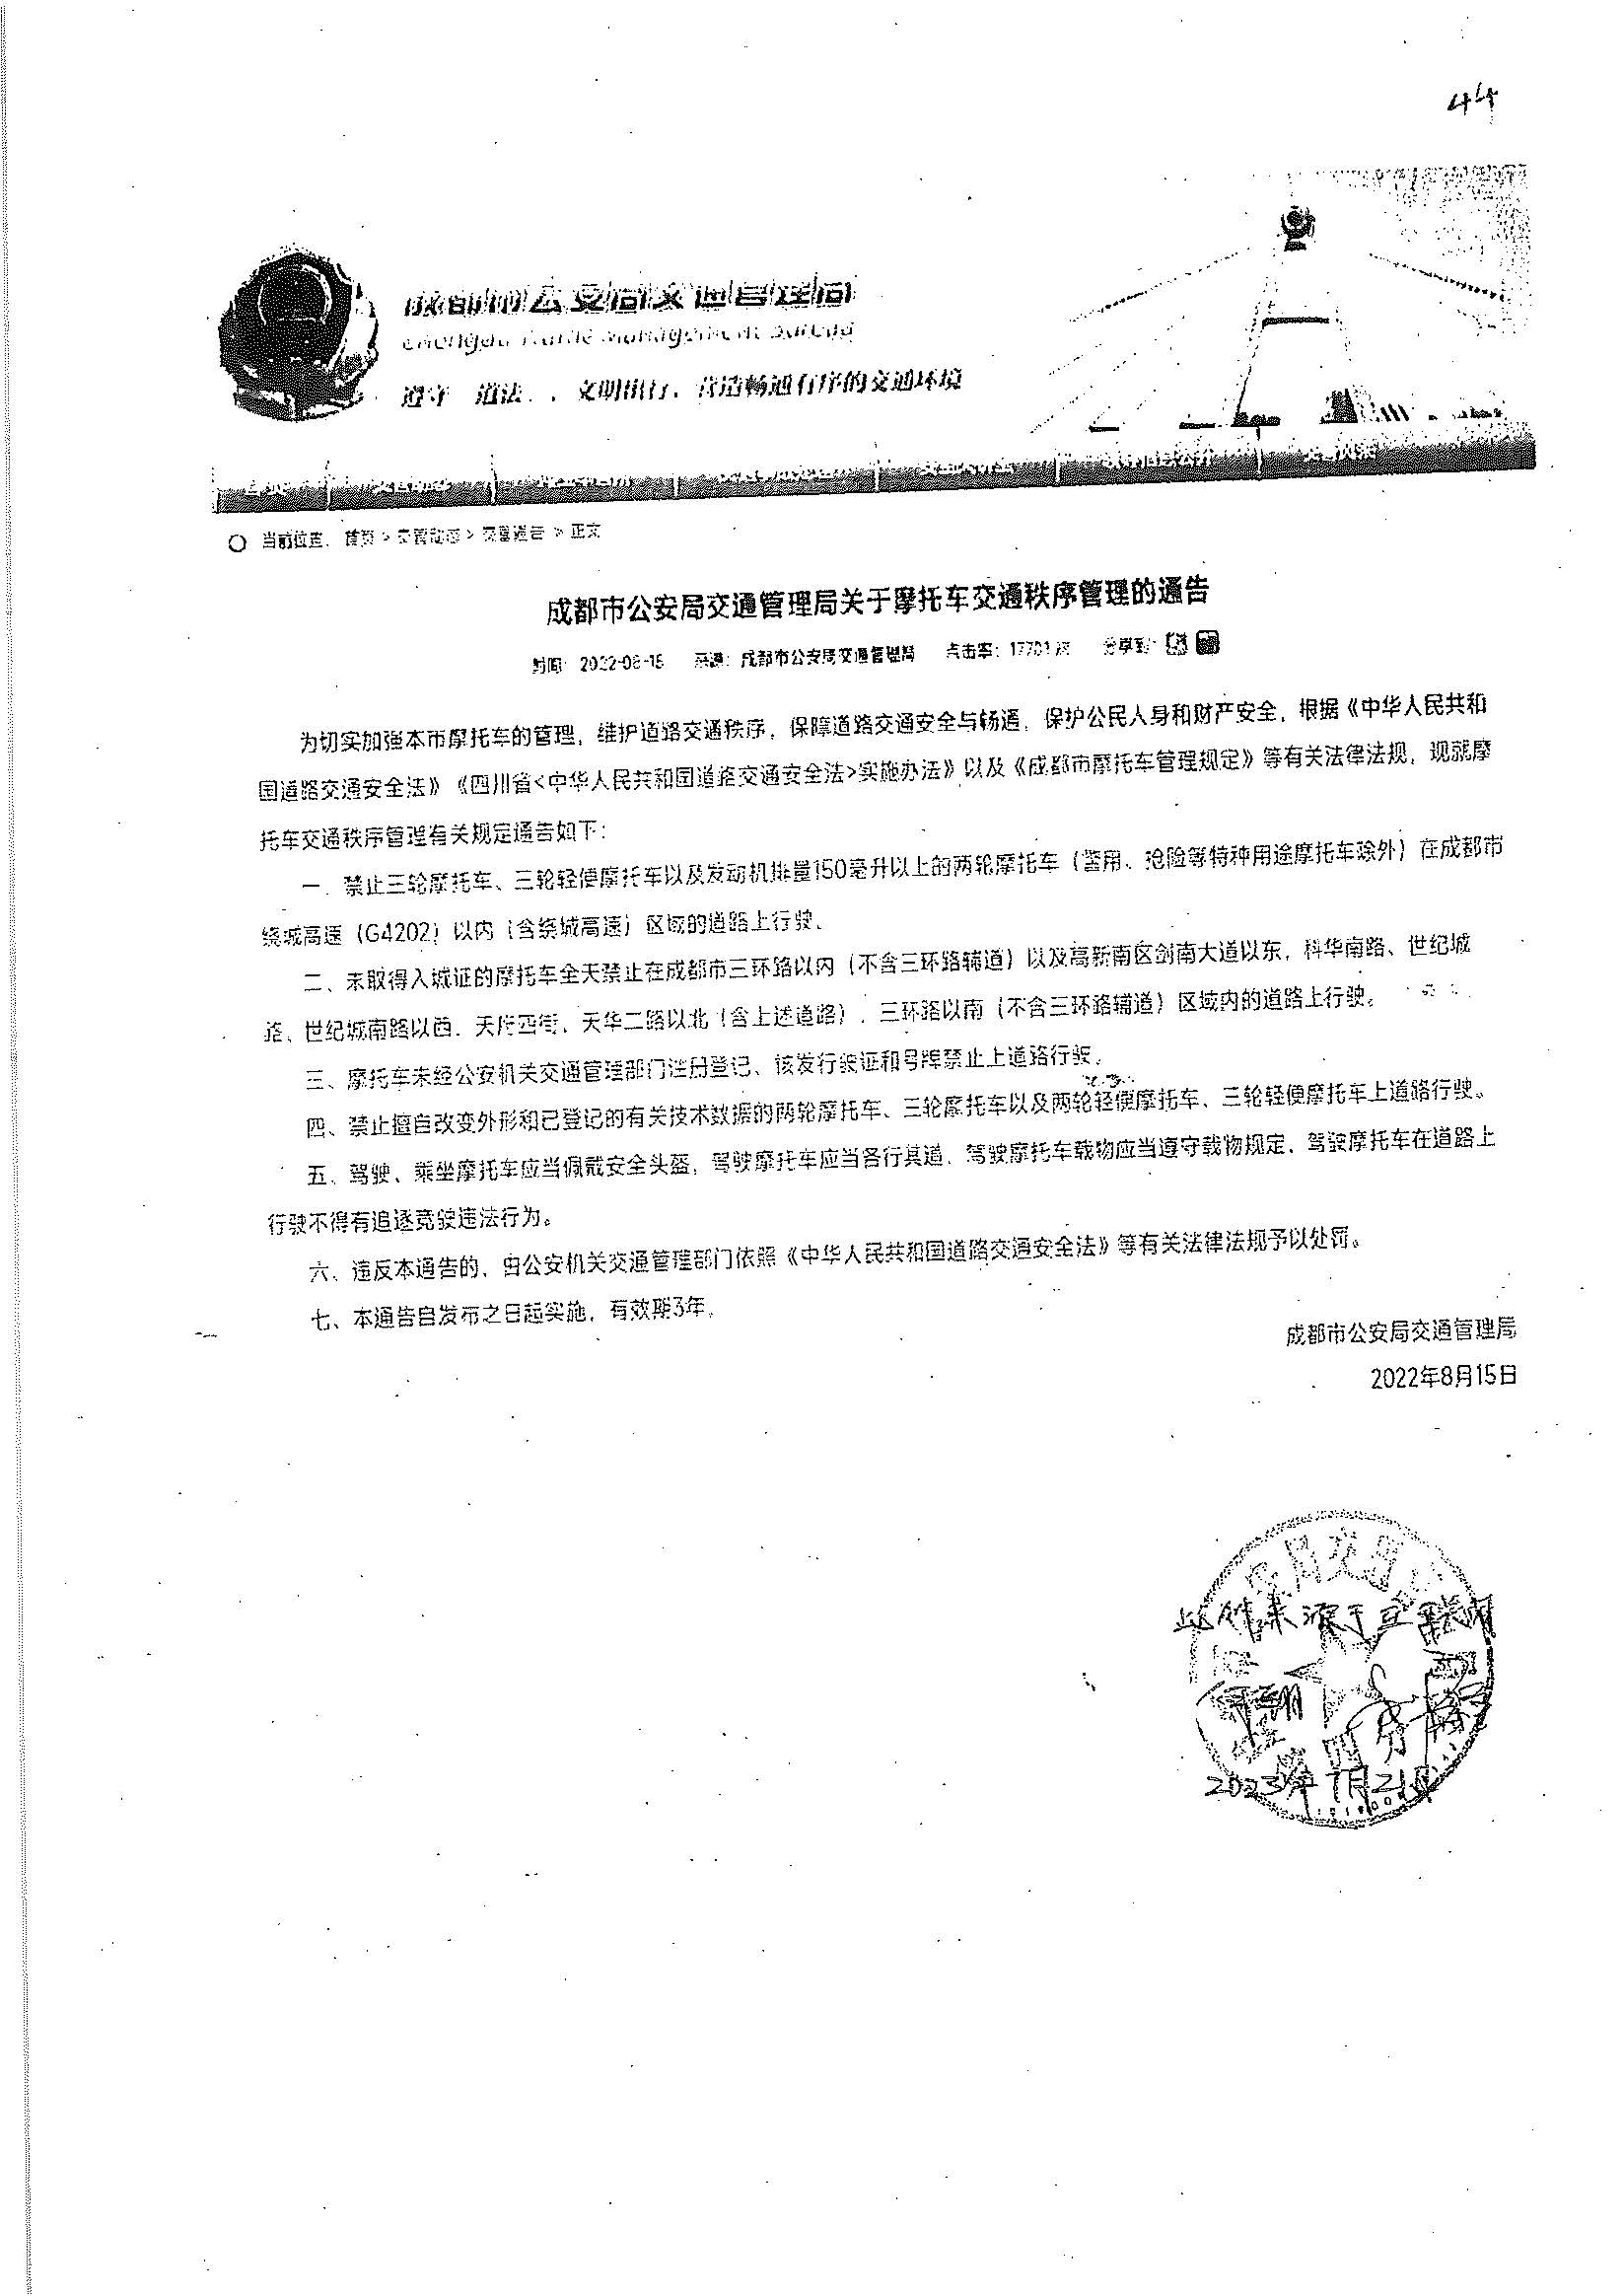 44
成都市公安局交通管理局
Chengdu Traffic Management Bureau
遵守 道法 、文明出行，营造畅通有序的交通环境
当前位置：首页 > 交管动态 > 交管通告 > 正文
成都市公安局交通管理局关于摩托车交通秩序管理的通告
时间：2022-08-15 来源：成都市公安局交通管理局 点击率：17701次 分享到：
为切实加强本市摩托车的管理，维护道路交通秩序，保障道路交通安全与畅通，保护公民人身和财产安全，根据《中华人民共和
国道路交通安全法》《四川省<中华人民共和国道路交通安全法>实施办法》以及《成都市摩托车管理规定》等有关法律法规，现就摩
托车交通秩序管理有关规定通告如下：
一、禁止三轮摩托车、三轮轻便摩托车以及发动机排量150毫升以上的两轮摩托车（警用、抢险等特种用途摩托车除外）在成都市
绕城高速（G4202）以内（含绕城高速）区域的道路上行驶。
二、未取得入城证的摩托车全天禁止在成都市三环路以内（不含三环路辅道）以及高新南区剑南大道以东，科华南路、世纪城
路、世纪城南路以西，天府四街、天华二路以北（含上述道路），三环路以南（不含三环路辅道）区域内的道路上行驶。
三、摩托车未经公安机关交通管理部门注册登记、核发行驶证和号牌禁止上道路行驶。
四、禁止擅自改变外形和已登记的有关技术数据的两轮摩托车、三轮摩托车以及两轮轻便摩托车、三轮轻便摩托车上道路行驶。
五、驾驶、乘坐摩托车应当佩戴安全头盔，驾驶摩托车应当各行其道，驾驶摩托车载物应当遵守载物规定，驾驶摩托车在道路上
行驶不得有追逐竞驶违法行为。
六、违反本通告的，由公安机关交通管理部门依照《中华人民共和国道路交通安全法》等有关法律法规予以处罚。
七、本通告自发布之日起实施，有效期3年。
成都市公安局交通管理局
2022年8月15日
此件来源于互联网
2023年7月21日